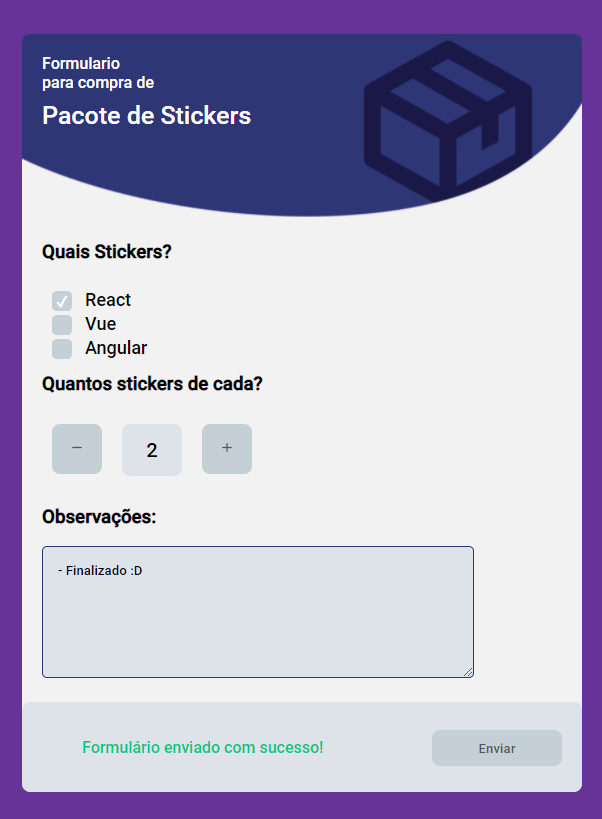 Formulario
para compra de
Pacote de Stickers
Quais Stickers?
React
Vue
Angular
Quantos stickers de cada?
− 2 +
Observações:
- Finalizado :D
Formulário enviado com sucesso!
Enviar